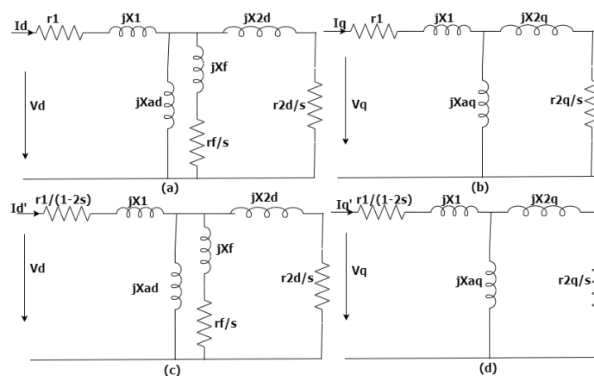 Id r1 jX1 jX2d
jXf
Vd jXad r2d/s
rf/s
(a)
Iq r1 jX1 jX2q
Vq jXaq r2q/s
(b)
Id' r1/(1-2s) jX1 jX2d
jXf
Vd jXad r2d/s
rf/s
(c)
Iq' r1/(1-2s) jX1 jX2q
Vq jXaq r2q/s
(d)